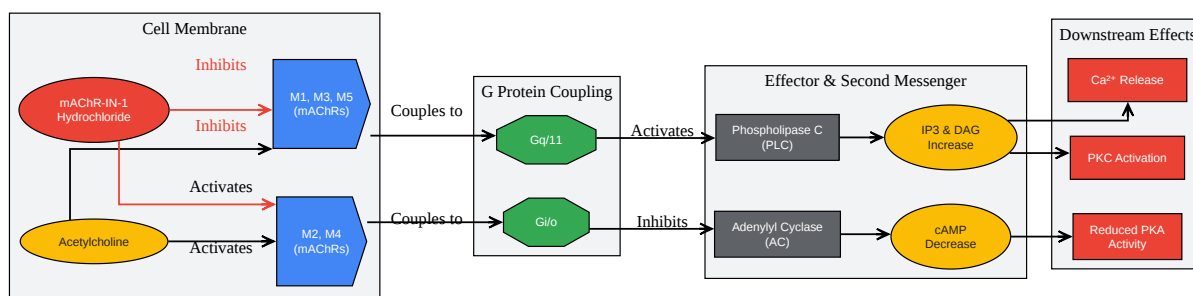 Cell Membrane
Inhibits
mAChR-IN-1
Hydrochloride
Inhibits
M1, M3, M5
(mAChRs)
Activates
Acetylcholine
Activates
M2, M4
(mAChRs)
Couples to
Couples to
G Protein Coupling
Gq/11
Gi/o
Activates
Inhibits
Effector & Second Messenger
Phospholipase C
(PLC)
IP3 & DAG
Increase
Adenylyl Cyclase
(AC)
cAMP
Decrease
Downstream Effects
Ca²⁺ Release
PKC Activation
Reduced PKA
Activity